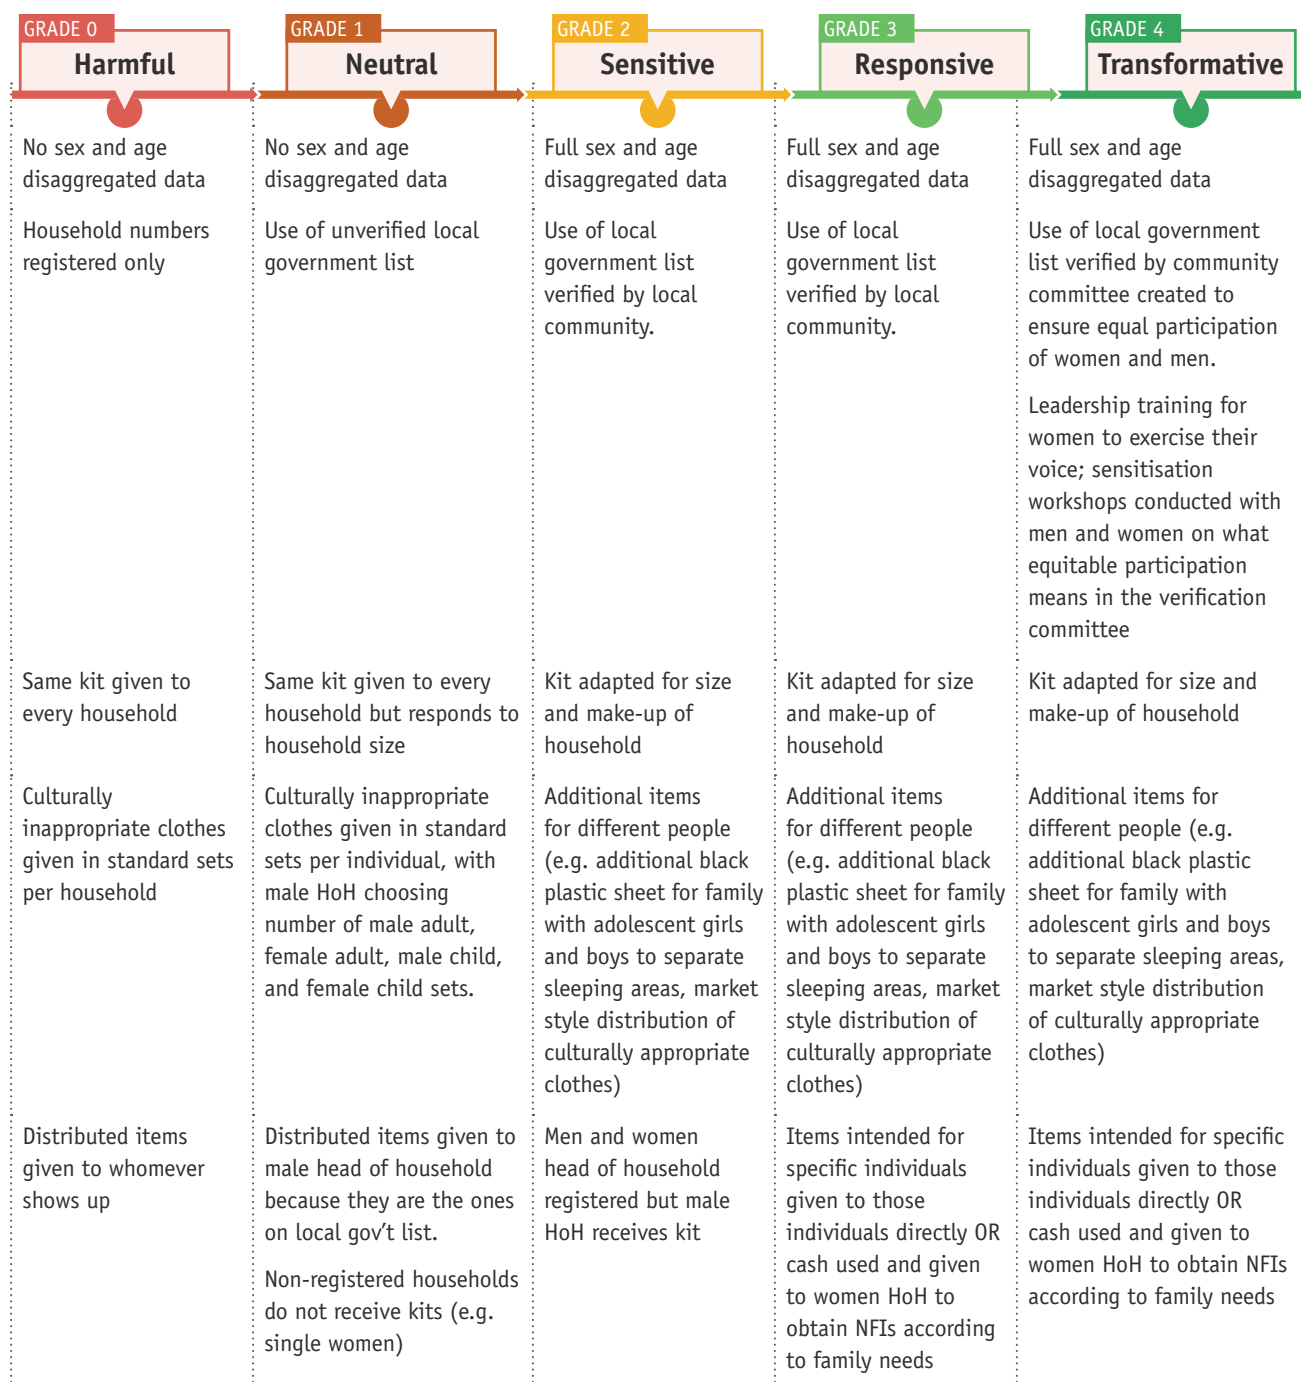 GRADE 0
Harmful
GRADE 1
Neutral
GRADE 2
Sensitive
GRADE 3
Responsive
GRADE 4
Transformative
No sex and age
disaggregated data
No sex and age
disaggregated data
Full sex and age
disaggregated data
Full sex and age
disaggregated data
Full sex and age
disaggregated data
Household numbers
registered only
Use of unverified local
government list
Use of local
government list
verified by local
community.
Use of local
government list
verified by local
community.
Use of local government
list verified by community
committee created to
ensure equal participation
of women and men.
Leadership training for
women to exercise their
voice; sensitisation
workshops conducted with
men and women on what
equitable participation
means in the verification
committee
Same kit given to
every household
Same kit given to every
household but responds to
household size
Kit adapted for size
and make-up of
household
Kit adapted for size
and make-up of
household
Kit adapted for size and
make-up of household
Culturally
inappropriate clothes
given in standard sets
per household
Culturally inappropriate
clothes given in standard
sets per individual, with
male HoH choosing
number of male adult,
female adult, male child,
and female child sets.
Additional items
for different people
(e.g. additional black
plastic sheet for family
with adolescent girls
and boys to separate
sleeping areas, market
style distribution of
culturally appropriate
clothes)
Additional items
for different people
(e.g. additional black
plastic sheet for family
with adolescent girls
and boys to separate
sleeping areas, market
style distribution of
culturally appropriate
clothes)
Additional items for
different people (e.g.
additional black plastic
sheet for family with
adolescent girls and boys
to separate sleeping areas,
market style distribution
of culturally appropriate
clothes)
Distributed items
given to whomever
shows up
Distributed items given to
male head of household
because they are the ones
on local gov’t list.
Non-registered households
do not receive kits (e.g.
single women)
Men and women
head of household
registered but male
HoH receives kit
Items intended for
specific individuals
given to those
individuals directly OR
cash used and given
to women HoH to
obtain NFIs according
to family needs
Items intended for specific
individuals given to those
individuals directly OR
cash used and given to
women HoH to obtain NFIs
according to family needs